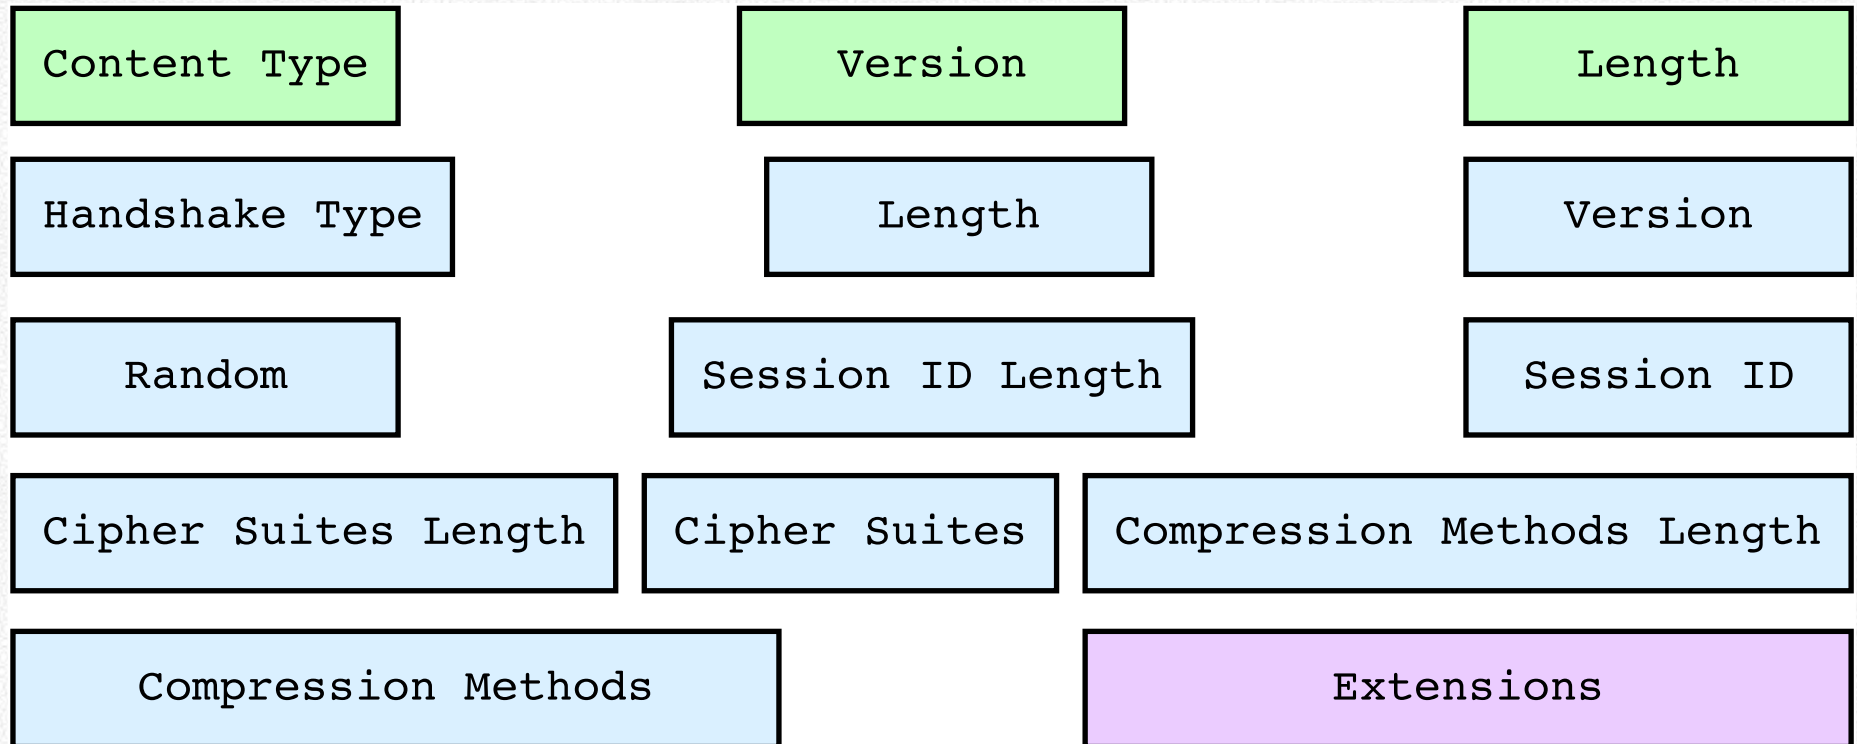 Content Type Version Length
Handshake Type Length Version
Random Session ID Length Session ID
Cipher Suites Length Cipher Suites Compression Methods Length
Compression Methods Extensions